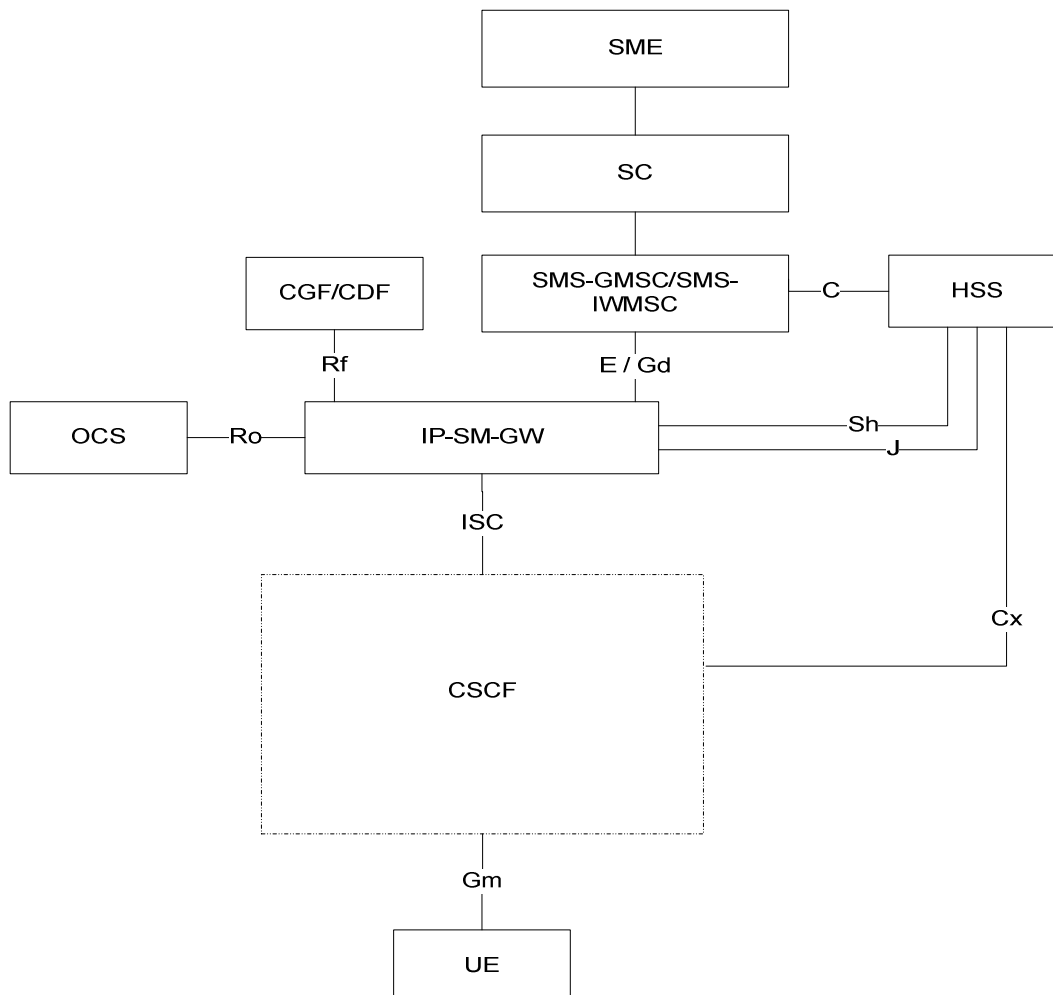 SME
SC
SMS-GMSC/SMS-
IWMSC
C
HSS
CGF/CDF
Rf
E / Gd
OCS
Ro
IP-SM-GW
Sh
J
ISC
Cx
CSCF
Gm
UE